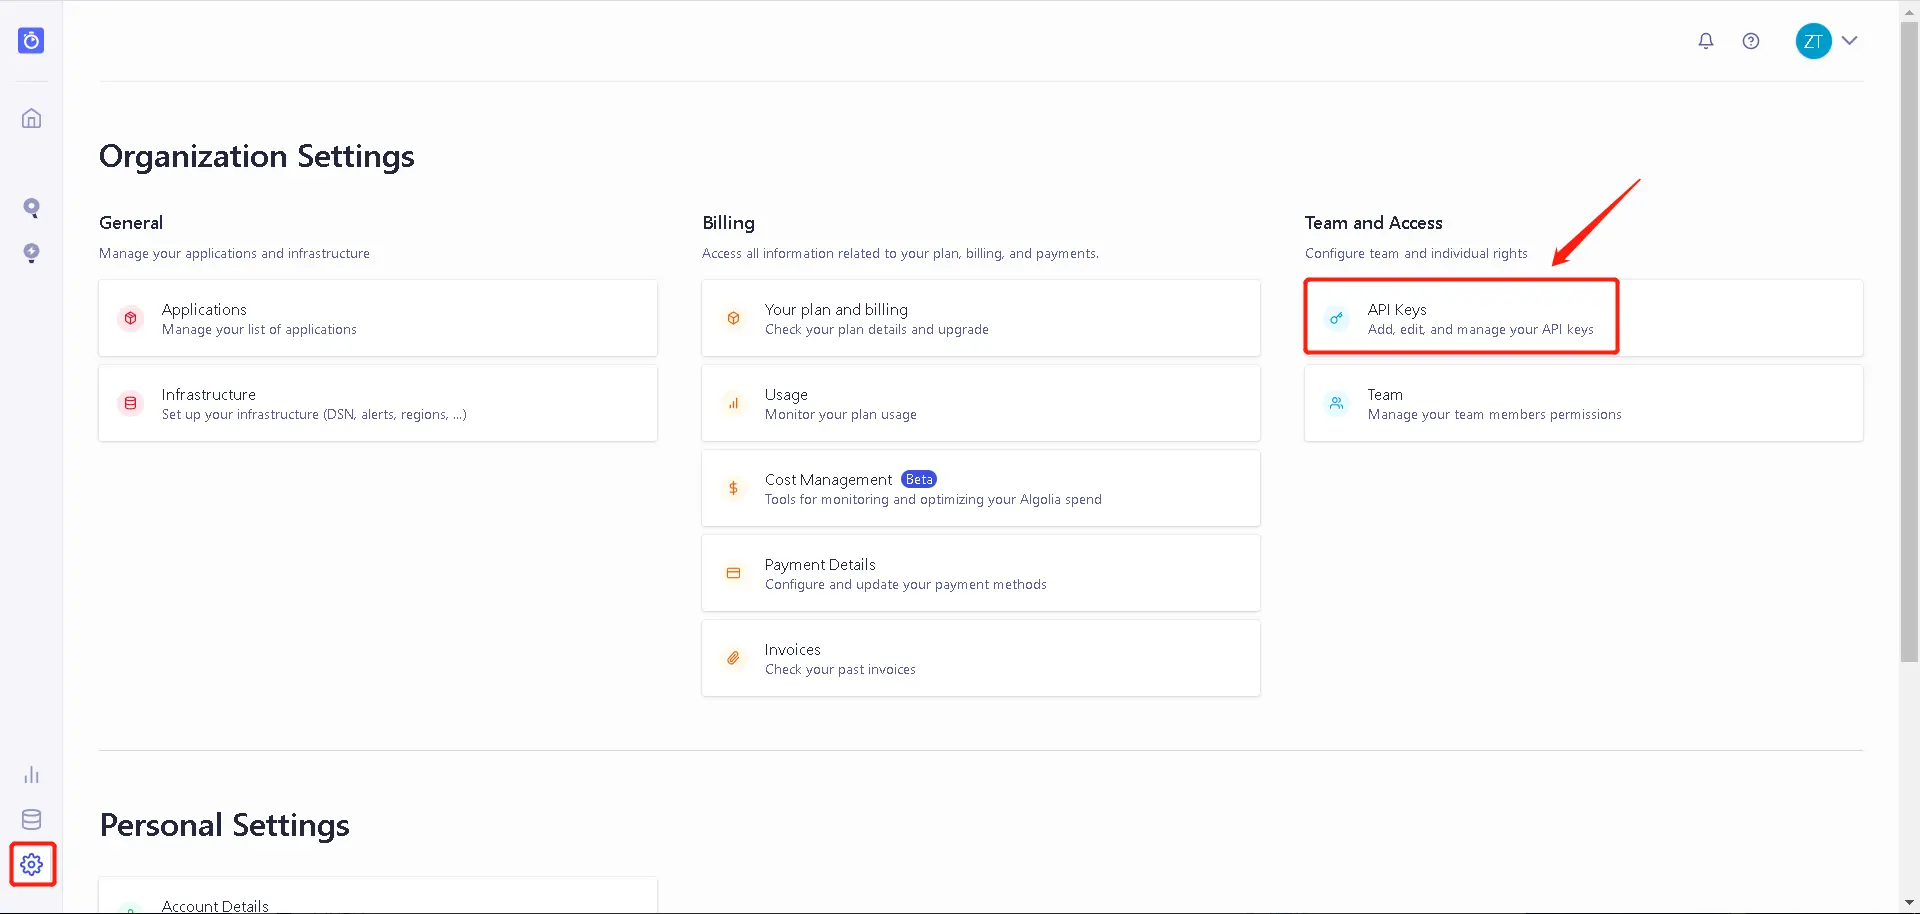 ZT
Organization Settings
General
Manage your applications and infrastructure
Applications
Manage your list of applications
Infrastructure
Set up your infrastructure (DSN, alerts, regions, ...)
Billing
Access all information related to your plan, billing, and payments.
Your plan and billing
Check your plan details and upgrade
Usage
Monitor your plan usage
Cost Management Beta
Tools for monitoring and optimizing your Algolia spend
Payment Details
Configure and update your payment methods
Invoices
Check your past invoices
Team and Access
Configure team and individual rights
API Keys
Add, edit, and manage your API keys
Team
Manage your team members permissions
Personal Settings
Account Details